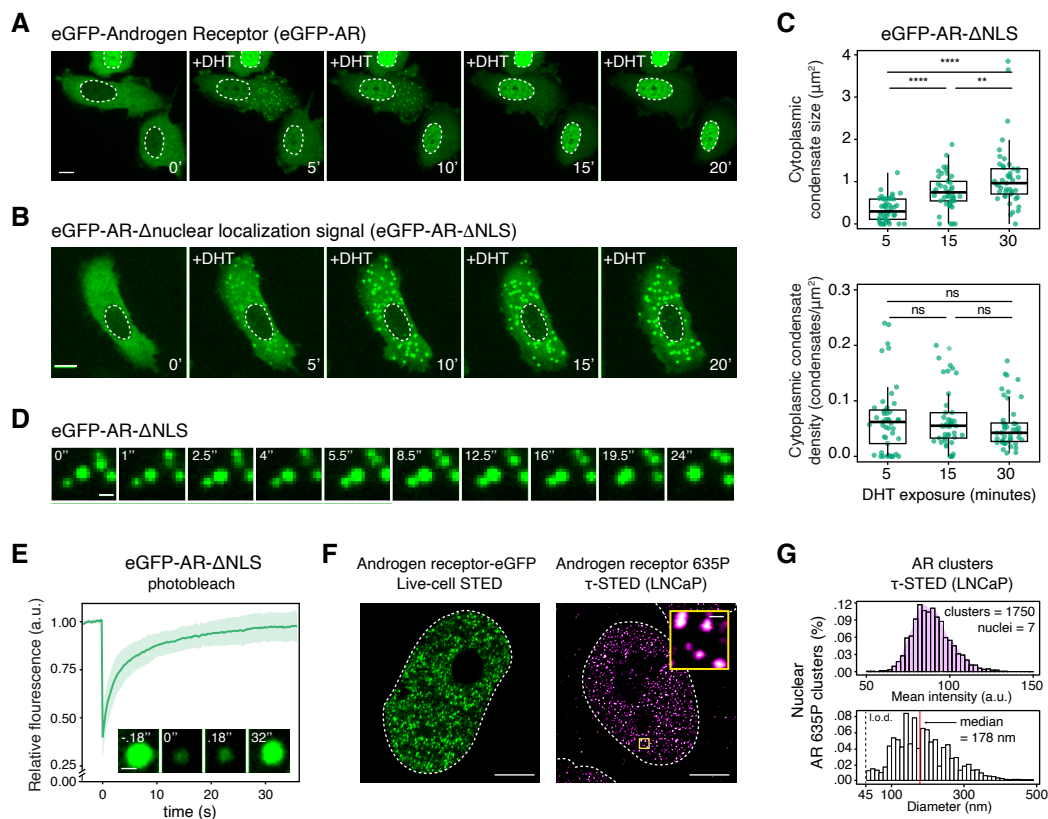 A
eGFP-Androgen Receptor (eGFP-AR)
+DHT +DHT +DHT +DHT
0’ 5’ 10’ 15’ 20’
B
eGFP-AR-Δnuclear localization signal (eGFP-AR-ΔNLS)
+DHT +DHT +DHT +DHT
0’ 5’ 10’ 15’ 20’
C
eGFP-AR-ΔNLS
Cytoplasmic
condensate size (μm²)
4
3
2
1
0
****
**** **
5 15 30
Cytoplasmic condensate
density (condensates/μm²)
0.3
0.2
0.1
0.0
ns
ns ns
5 15 30
DHT exposure (minutes)
D
eGFP-AR-ΔNLS
0’’ 1’’ 2.5’’ 4’’ 5.5’’ 8.5’’ 12.5’’ 16’’ 19.5’’ 24’’
E
eGFP-AR-ΔNLS
photobleach
Relative flourescence (a.u.)
1.00
0.75
0.50
0.25
0.00
-.18’’ 0’’ .18’’ 32’’
0 10 20 30
time (s)
F
Androgen receptor-eGFP
Live-cell STED
Androgen receptor 635P
τ-STED (LNCaP)
G
AR clusters
τ-STED (LNCaP)
Nuclear
AR 635P clusters (%)
.12
.09
.06
.03
.00
clusters = 1750
nuclei = 7
50 100 150
Mean intensity (a.u.)
.08
.06
.04
.02
.00
l.o.d.
median
= 178 nm
45 100 300 500
Diameter (nm)